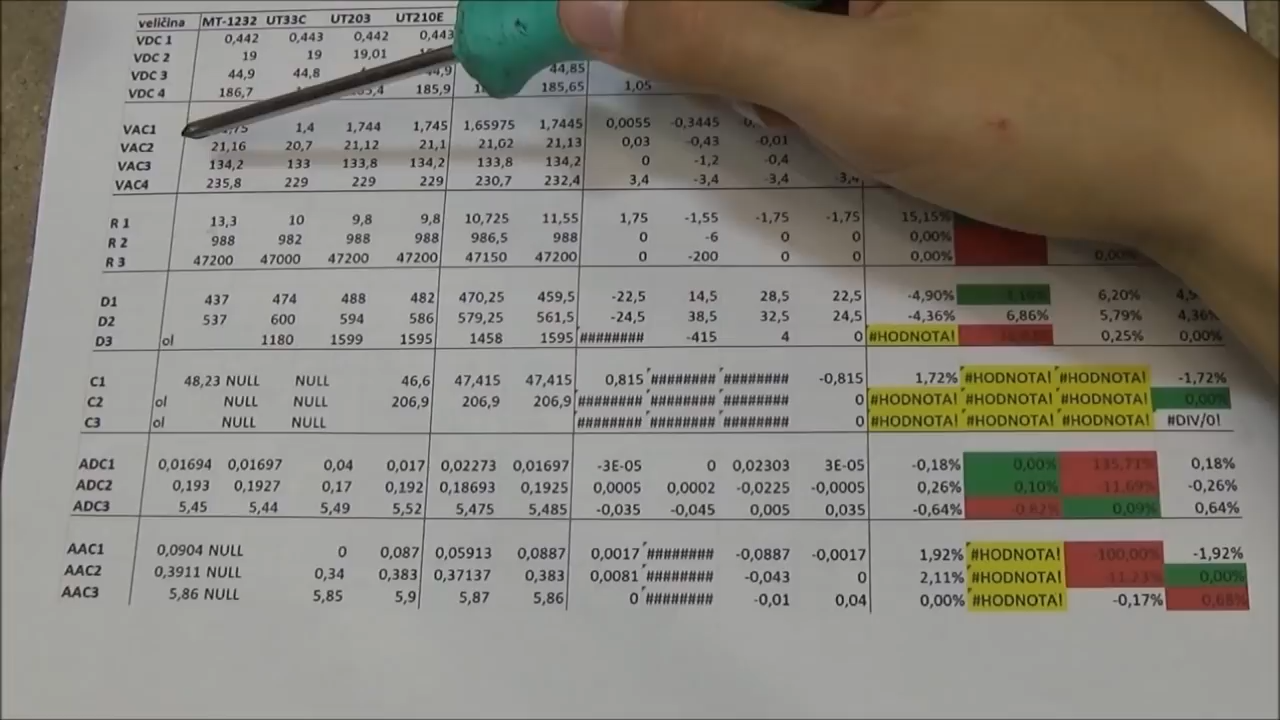 veličina MT-1232 UT33C UT203 UT210E
VDC 1 0,442 0,443 0,442 0,443
VDC 2 19 19 19,01
VDC 3 44,9 44,8 44,85
VDC 4 186,7 185,9 185,65 1,05
VAC1 1,4 1,744 1,745 1,65975 1,7445 0,0055 -0,3445
VAC2 21,16 20,7 21,12 21,1 21,02 21,13 0,03 -0,43 -0,01
VAC3 134,2 133 133,8 134,2 133,8 134,2 0 -1,2 -0,4
VAC4 235,8 229 229 229 230,7 232,4 3,4 -3,4 -3,4 -3,4
R 1 13,3 10 9,8 9,8 10,725 11,55 1,75 -1,55 -1,75 -1,75 15,15%
R 2 988 982 988 988 986,5 988 0 -6 0 0 0,00%
R 3 47200 47000 47200 47200 47150 47200 0 -200 0 0 0,00% 0,00%
D1 437 474 488 482 470,25 459,5 -22,5 14,5 28,5 22,5 -4,90% 6,20%
D2 537 600 594 586 579,25 561,5 -24,5 38,5 32,5 24,5 -4,36% 6,86% 5,79% 4,36%
D3 ol 1180 1599 1595 1458 1595 ######## -415 4 0 #HODNOTA! 0,25% 0,00%
C1 48,23 NULL NULL 46,6 47,415 47,415 0,815 ######## ######## -0,815 1,72% #HODNOTA! #HODNOTA! -1,72%
C2 ol NULL NULL 206,9 206,9 206,9 ######## ######## ######## 0 #HODNOTA! #HODNOTA! #HODNOTA! 0,00%
C3 ol NULL NULL ######## ######## ######## 0 #HODNOTA! #HODNOTA! #HODNOTA! #DIV/0!
ADC1 0,01694 0,01697 0,04 0,017 0,02273 0,01697 -3E-05 0 0,02303 3E-05 -0,18% 0,00% 135,71% 0,18%
ADC2 0,193 0,1927 0,17 0,192 0,18693 0,1925 0,0005 0,0002 -0,0225 -0,0005 0,26% 0,10% -11,69% -0,26%
ADC3 5,45 5,44 5,49 5,52 5,475 5,485 -0,035 -0,045 0,005 0,035 -0,64% -0,82% 0,09% 0,64%
AAC1 0,0904 NULL 0 0,087 0,05913 0,0887 0,0017 ######## -0,0887 -0,0017 1,92% #HODNOTA! -100,00% -1,92%
AAC2 0,3911 NULL 0,34 0,383 0,37137 0,383 0,0081 ######## -0,043 0 2,11% #HODNOTA! -11,23% 0,00%
AAC3 5,86 NULL 5,85 5,9 5,87 5,86 0 ######## -0,01 0,04 0,00% #HODNOTA! -0,17% 0,68%